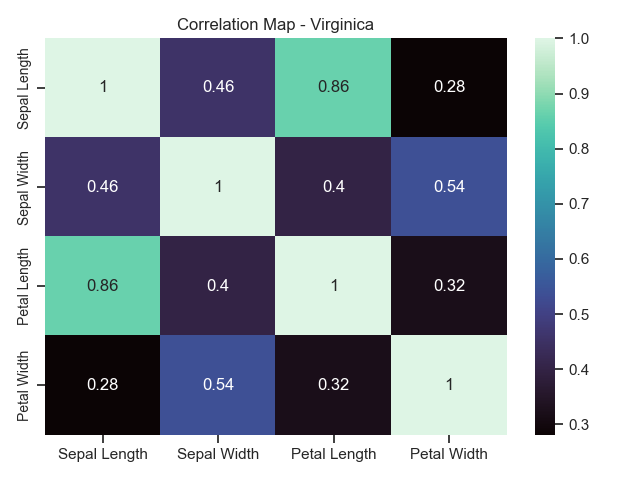 Correlation Map - Virginica
Sepal Length
1
0.46
0.86
0.28
Sepal Width
0.46
1
0.4
0.54
Petal Length
0.86
0.4
1
0.32
Petal Width
0.28
0.54
0.32
1
Sepal Length
Sepal Width
Petal Length
Petal Width
1.0
0.9
0.8
0.7
0.6
0.5
0.4
0.3